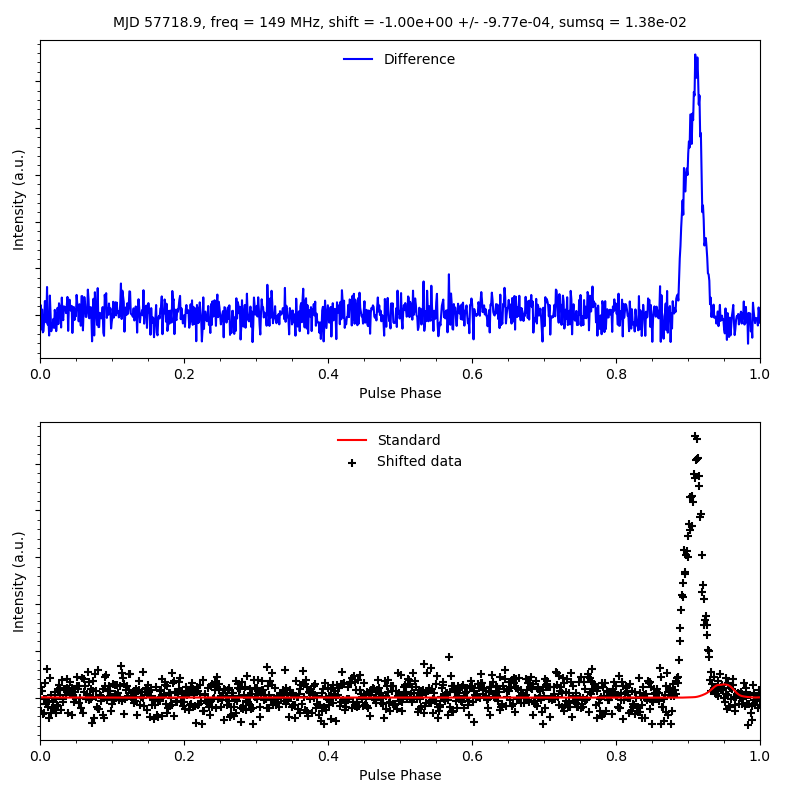 MJD 57718.9, freq = 149 MHz, shift = -1.00e+00 +/- -9.77e-04, sumsq = 1.38e-02
Difference
Intensity (a.u.)
0.0 0.2 0.4 0.6 0.8 1.0
Pulse Phase
Standard
Shifted data
Intensity (a.u.)
0.0 0.2 0.4 0.6 0.8 1.0
Pulse Phase